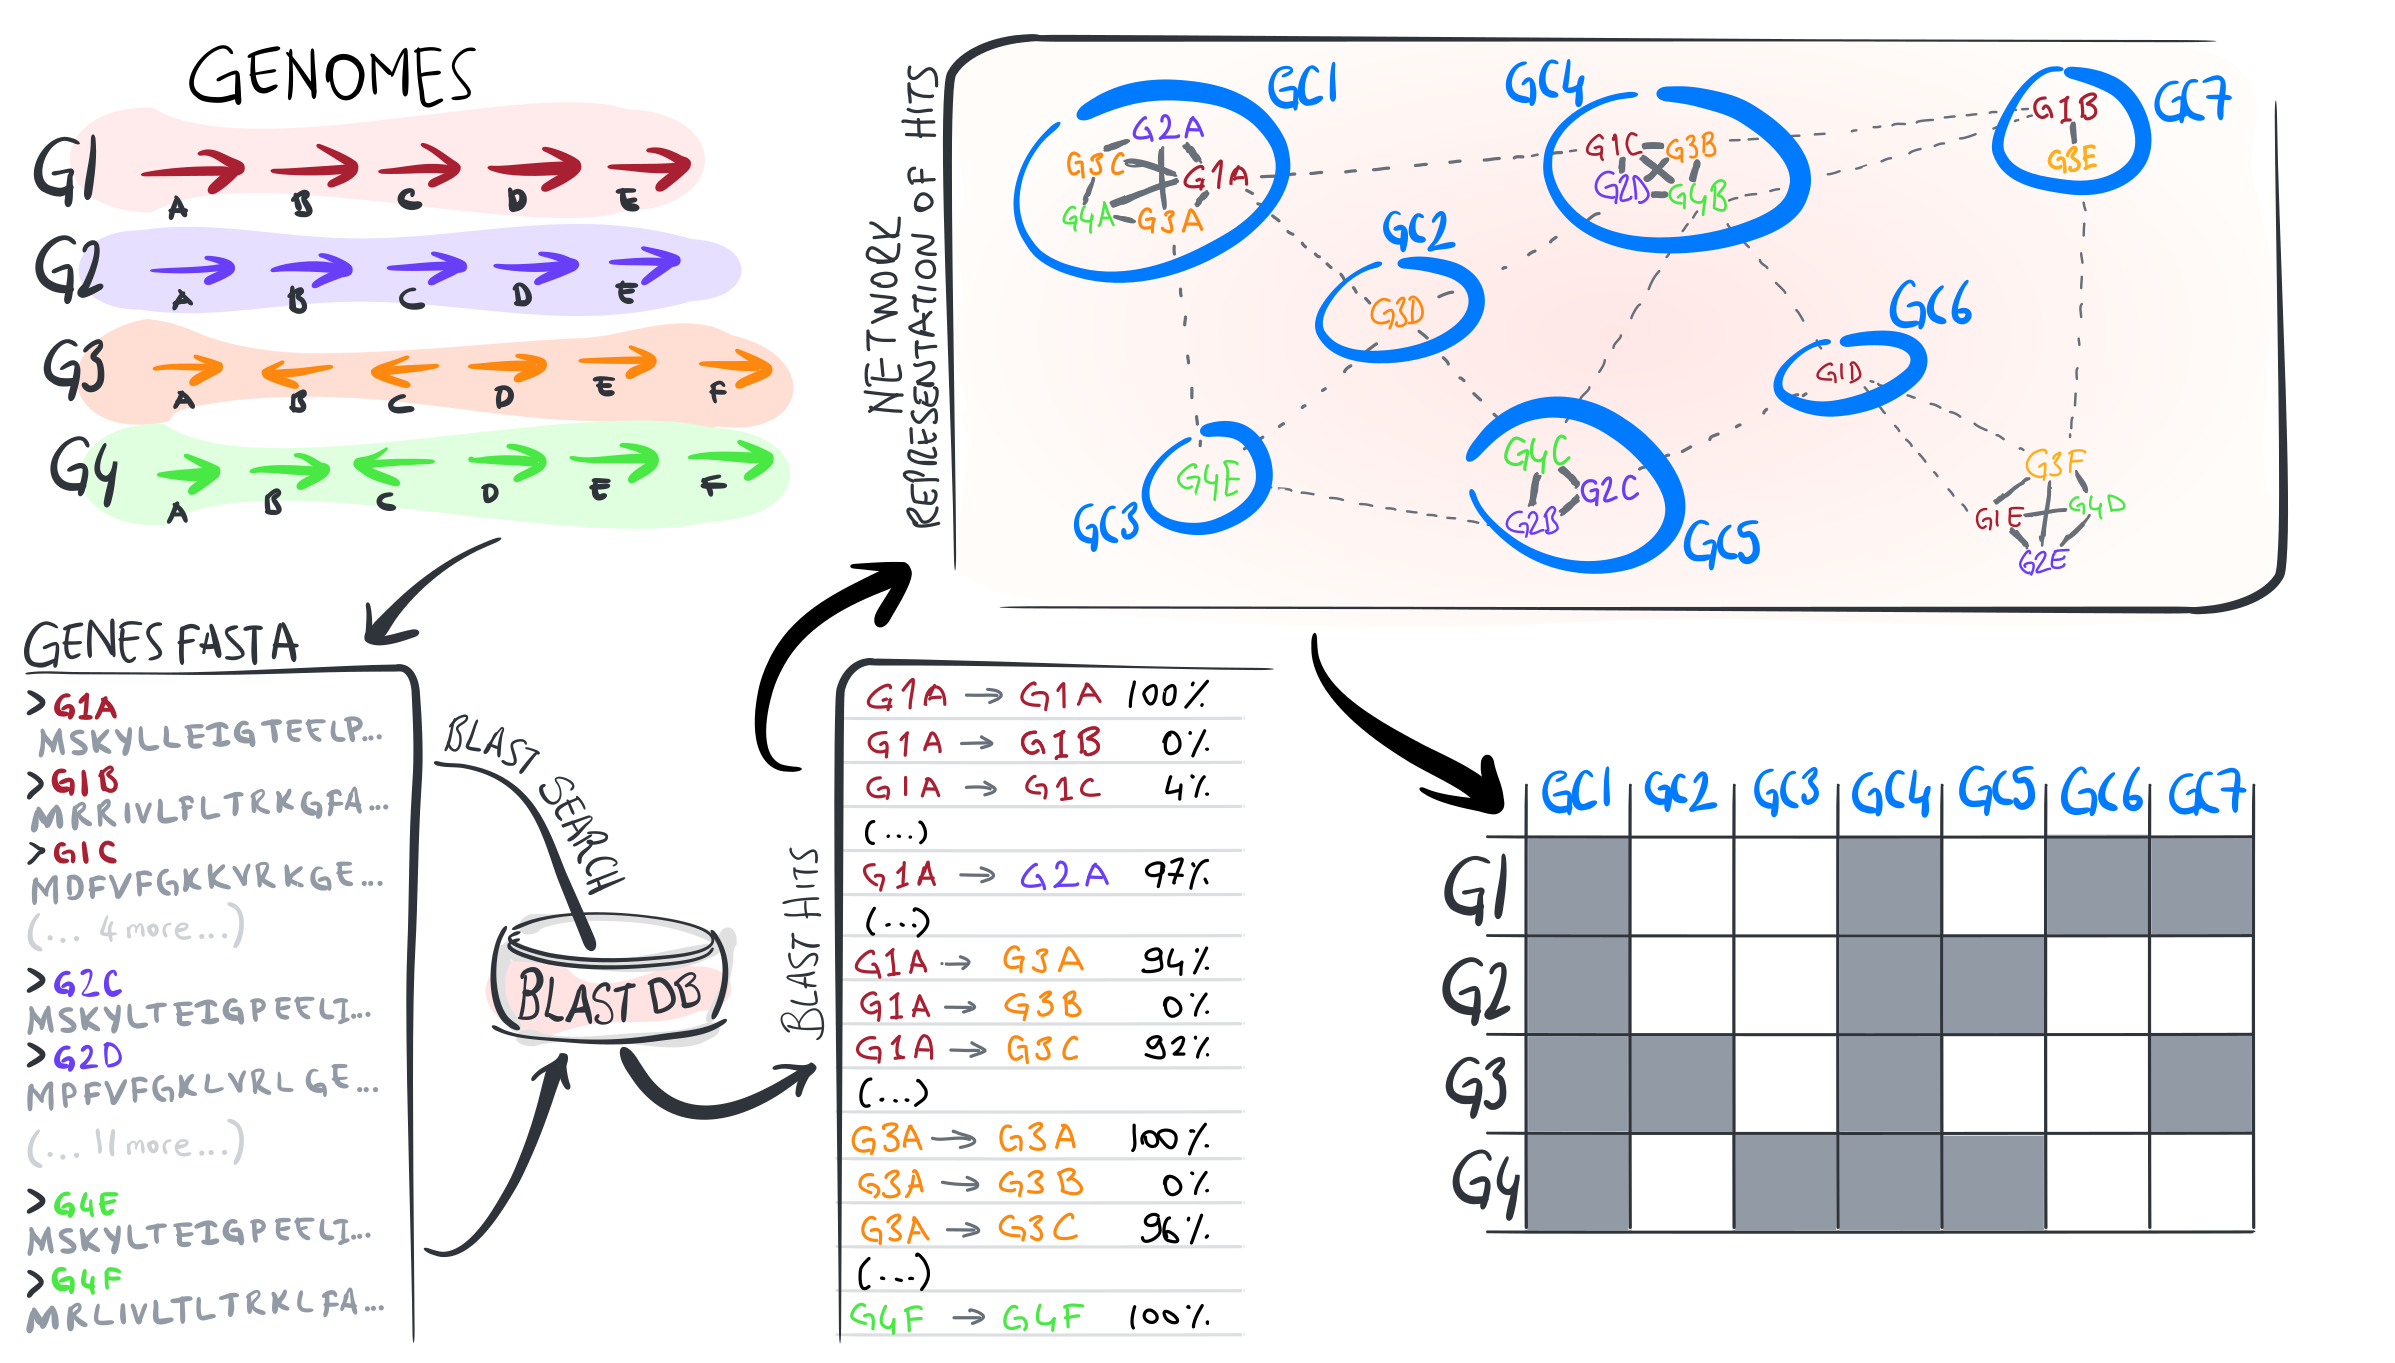 GENOMES
G1
A B C D E
G2
A B C D E
G3
A B C D E F
G4
A B C D E F
GENES FASTA
>G1A
MSKYLLEIGTEELP...
>G1B
MRRIVLFLTRKGFA...
>G1C
MDFVFGKKVRKGE...
(... 4 more...)
>G2C
MSKYLTEIGPEELI...
>G2D
MPFVFGKLVRLGE...
(... 11 more...)
>G4E
MSKYLTEIGPEELI...
>G4F
MRLIVLTLTRKLFA...
BLAST SEARCH
BLAST DB
BLAST HITS
G1A → G1A 100%
G1A → G1B 0%
G1A → G1C 4%
(...)
G1A → G2A 97%
(...)
G1A → G3A 94%
G1A → G3B 0%
G1A → G3C 92%
(...)
G3A → G3A 100%
G3A → G3B 0%
G3A → G3C 96%
(...)
G4F → G4F 100%
NETWORK
REPRESENTATION OF HITS
GC1
G2A
G3C
G1A
G4A
G3A
GC4
G1C
G3B
G2D
G4B
GC7
G1B
G3E
GC2
G3D
GC6
G1D
GC3
G4E
GC5
G4C
G2C
G2B
G3F
G1E
G4D
G2E
GC1 GC2 GC3 GC4 GC5 GC6 GC7
G1
G2
G3
G4